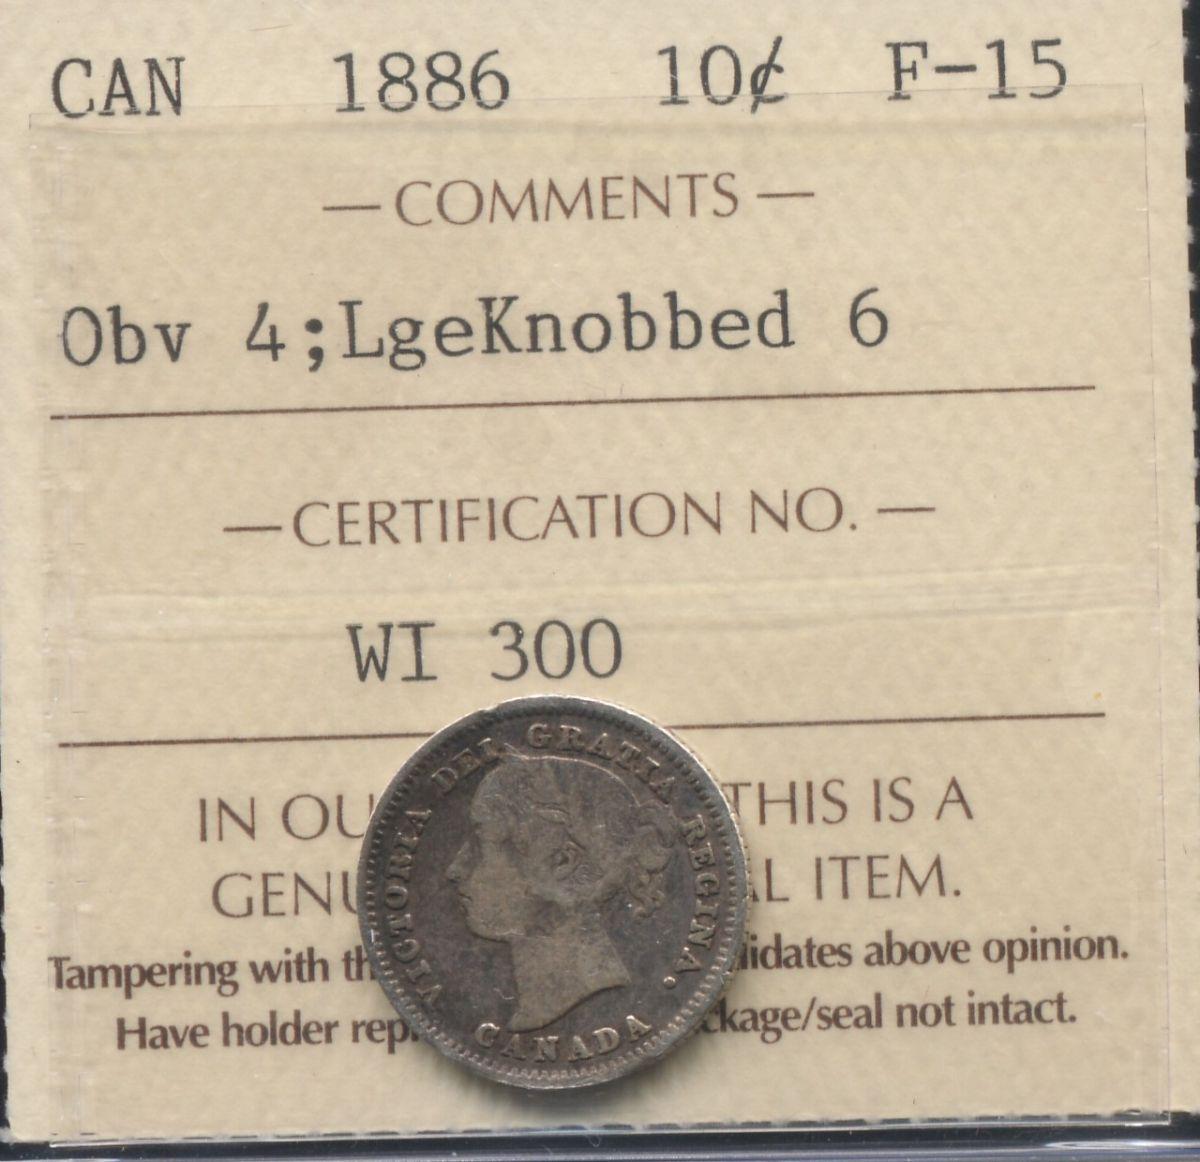 CAN 1886 10¢ F-15
— COMMENTS —
Obv 4;LgeKnobbed 6
— CERTIFICATION NO. —
WI 300
IN OU THIS IS A
GENU L ITEM.
Tampering with th lidates above opinion.
Have holder rep ckage/seal not intact.
VICTORIA DEI GRATIA REGINA.
CANADA